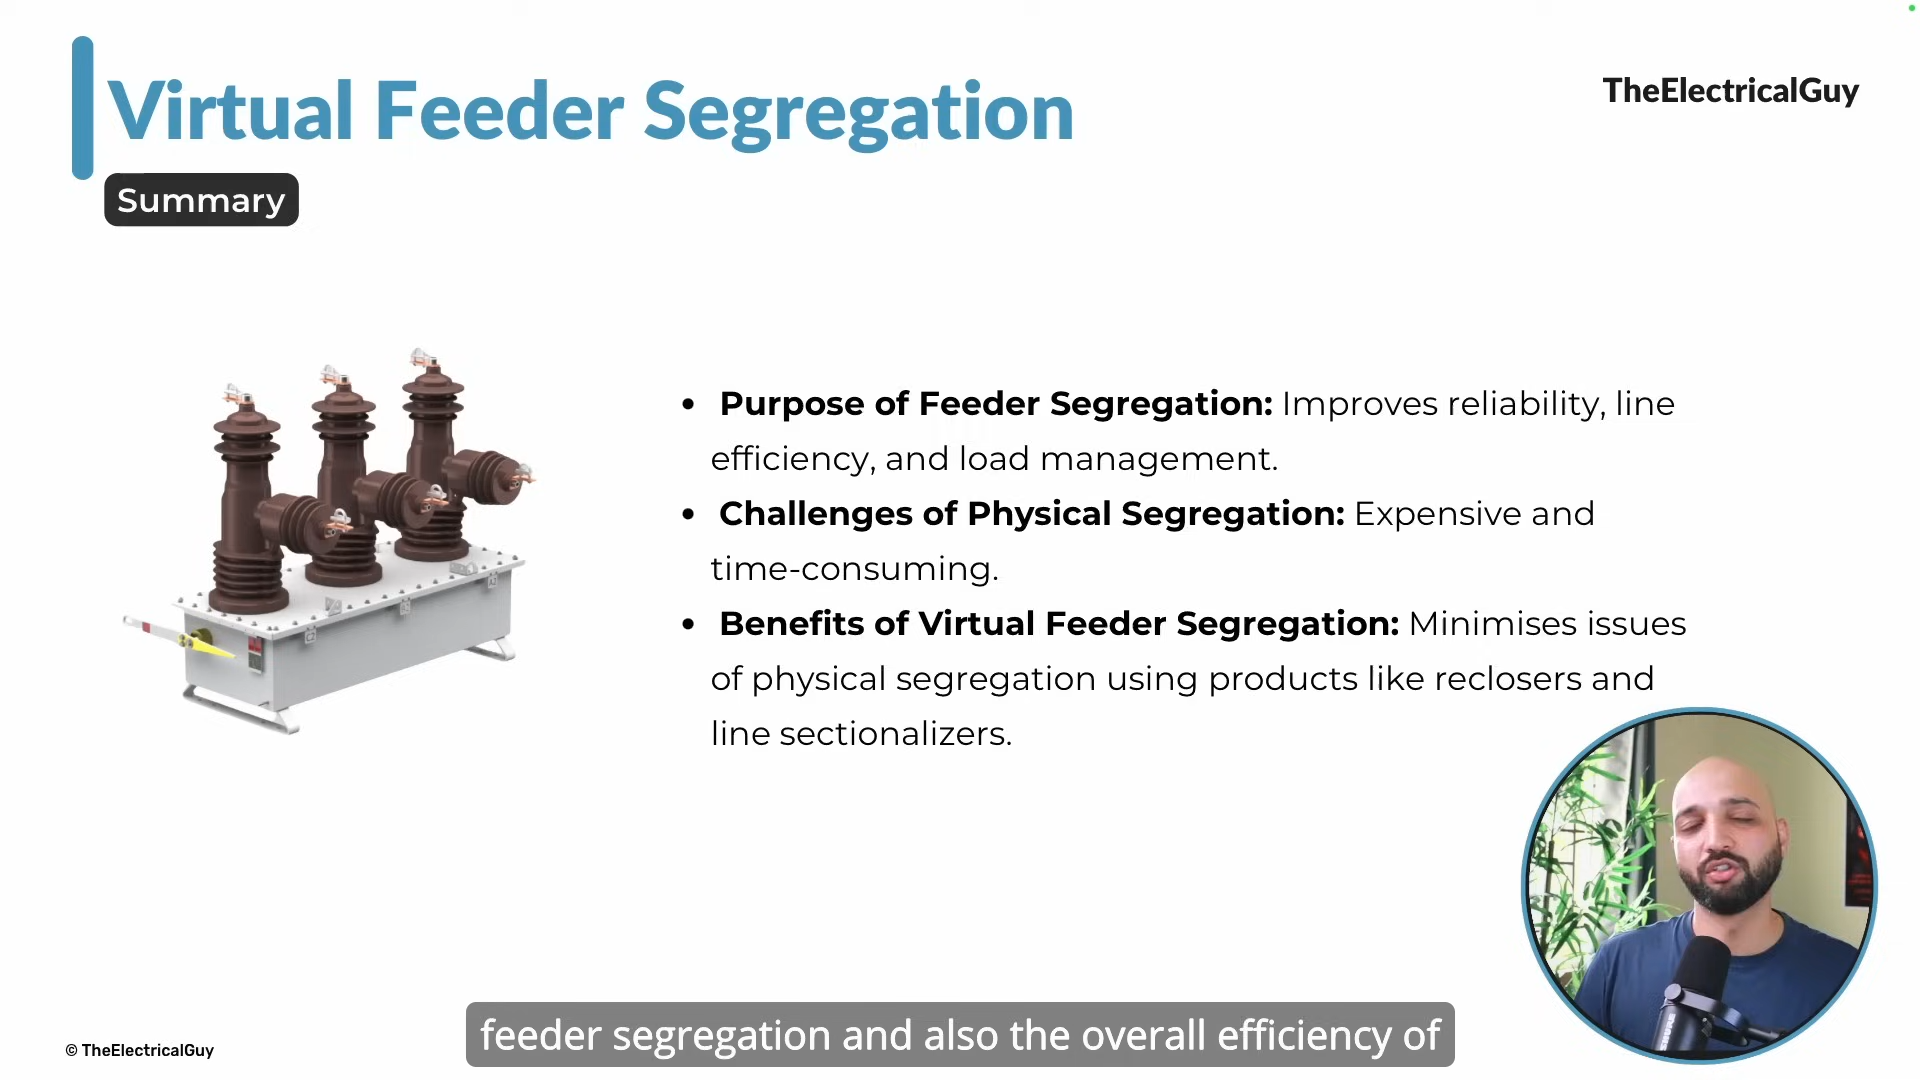 Virtual Feeder Segregation
TheElectricalGuy
Summary
• Purpose of Feeder Segregation: Improves reliability, line
efficiency, and load management.
• Challenges of Physical Segregation: Expensive and
time-consuming.
• Benefits of Virtual Feeder Segregation: Minimises issues
of physical segregation using products like reclosers and
line sectionalizers.
SHURE
feeder segregation and also the overall efficiency of
© TheElectricalGuy